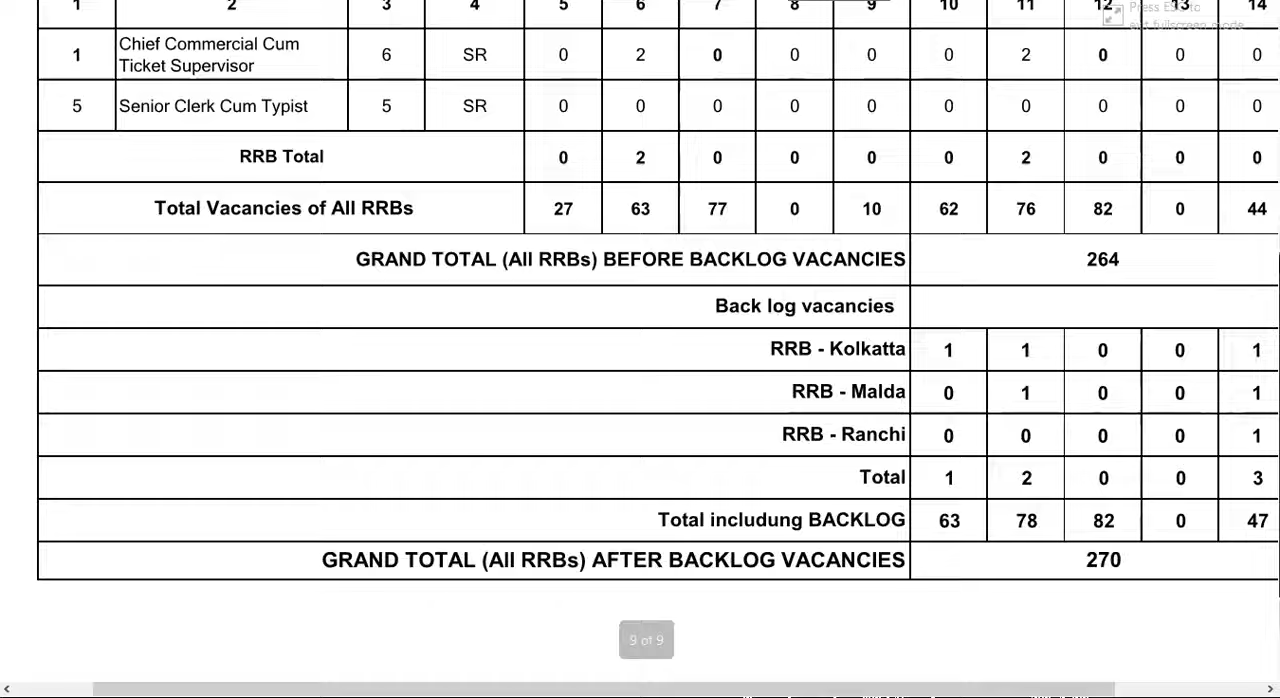 1 2 3 4 5 6 7 8 9 10 11 12 13 14
Press ESC to
exit fullscreen mode
1 Chief Commercial Cum Ticket Supervisor 6 SR 0 2 0 0 0 0 2 0 0 0
5 Senior Clerk Cum Typist 5 SR 0 0 0 0 0 0 0 0 0 0
RRB Total 0 2 0 0 0 0 2 0 0 0
Total Vacancies of All RRBs 27 63 77 0 10 62 76 82 0 44
GRAND TOTAL (All RRBs) BEFORE BACKLOG VACANCIES 264
Back log vacancies
RRB - Kolkatta 1 1 0 0 1
RRB - Malda 0 1 0 0 1
RRB - Ranchi 0 0 0 0 1
Total 1 2 0 0 3
Total includung BACKLOG 63 78 82 0 47
GRAND TOTAL (All RRBs) AFTER BACKLOG VACANCIES 270
9 of 9